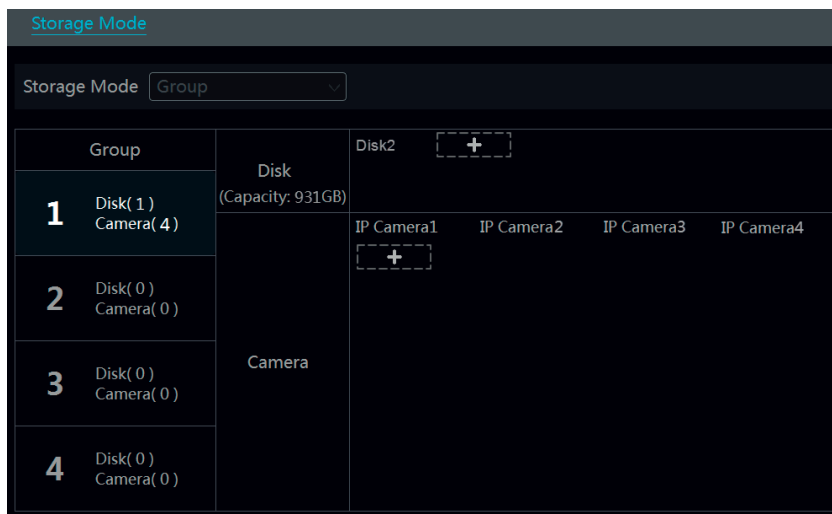 Storage Mode
Storage Mode Group
Group
1
Disk( 1 )
Camera( 4 )
2
Disk( 0 )
Camera( 0 )
3
Disk( 0 )
Camera( 0 )
4
Disk( 0 )
Camera( 0 )
Disk
(Capacity: 931GB)
Disk2 +
Camera
IP Camera1 IP Camera2 IP Camera3 IP Camera4
+